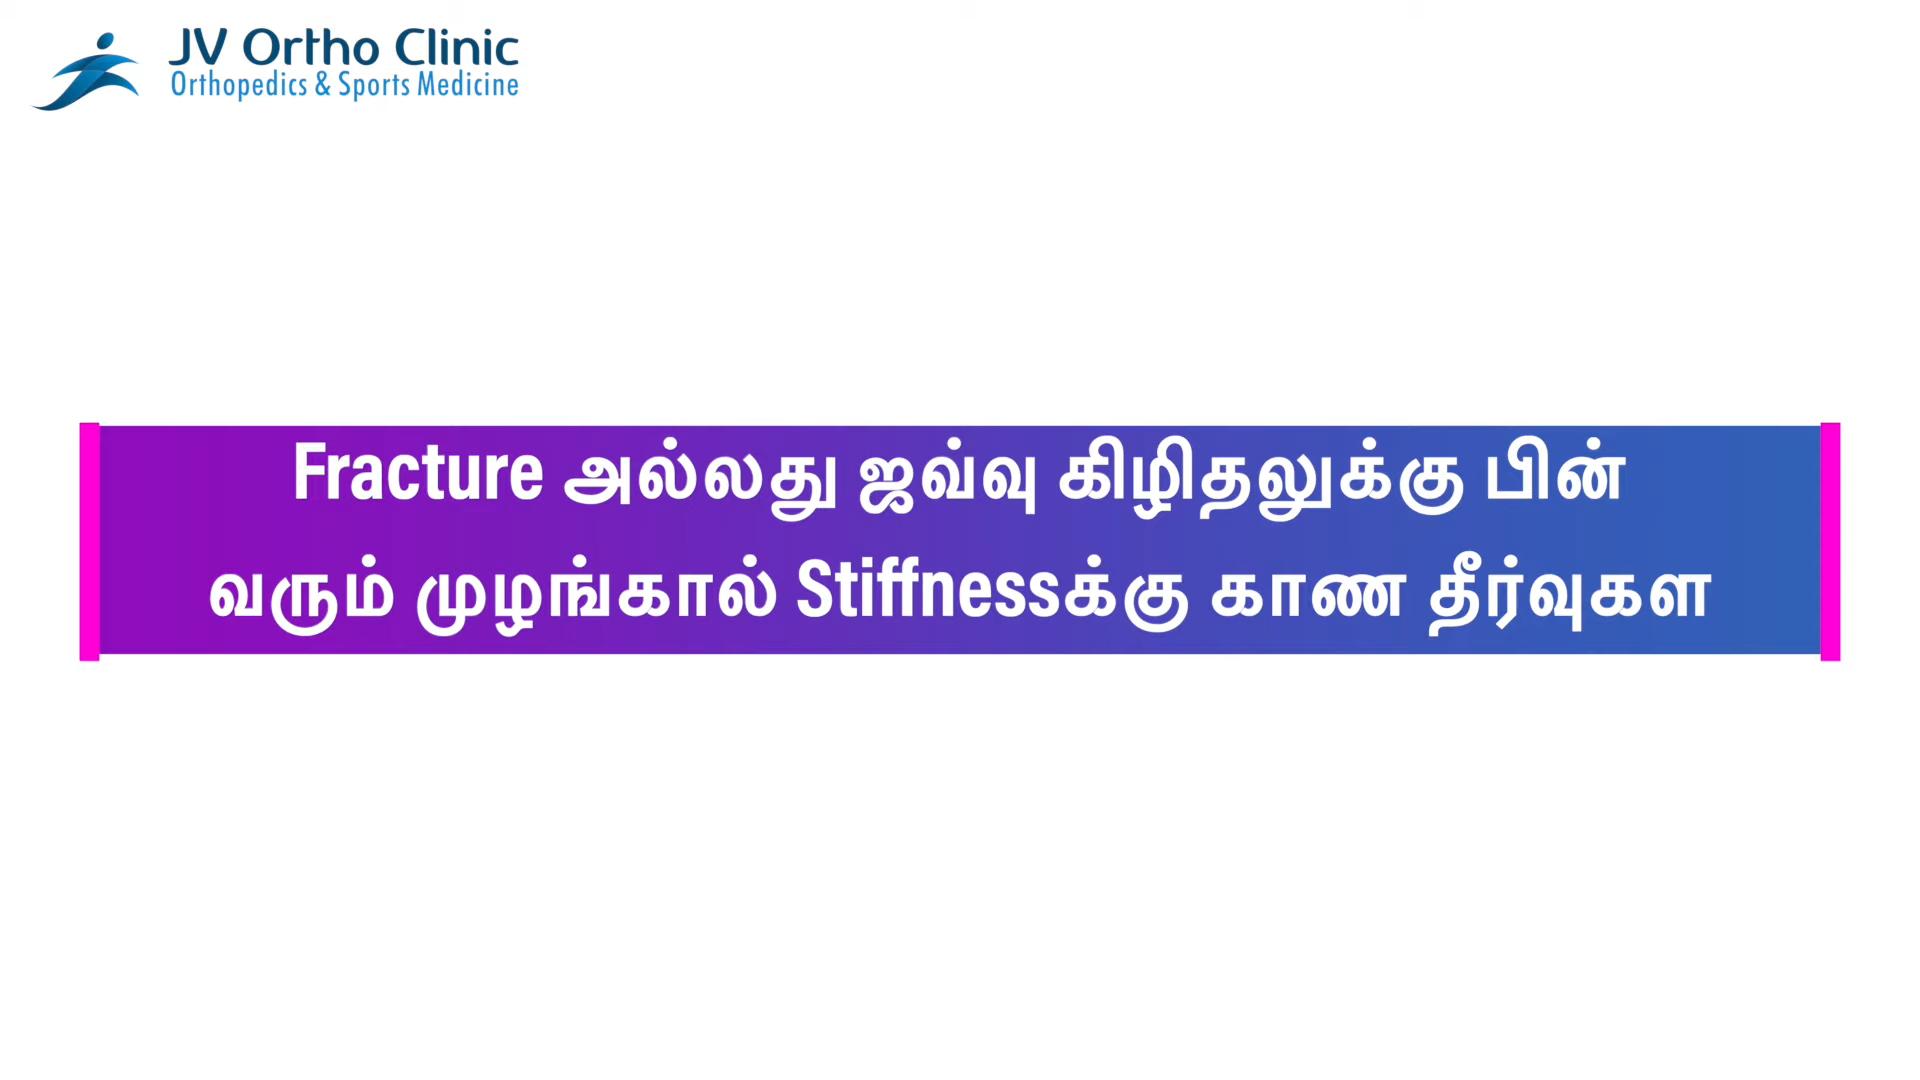 JV Ortho Clinic
Orthopedics & Sports Medicine
Fracture அல்லது ஜவ்வு கிழிதலுக்கு பின்
வரும் முழங்கால் Stiffnessக்கு காண தீர்வுகள